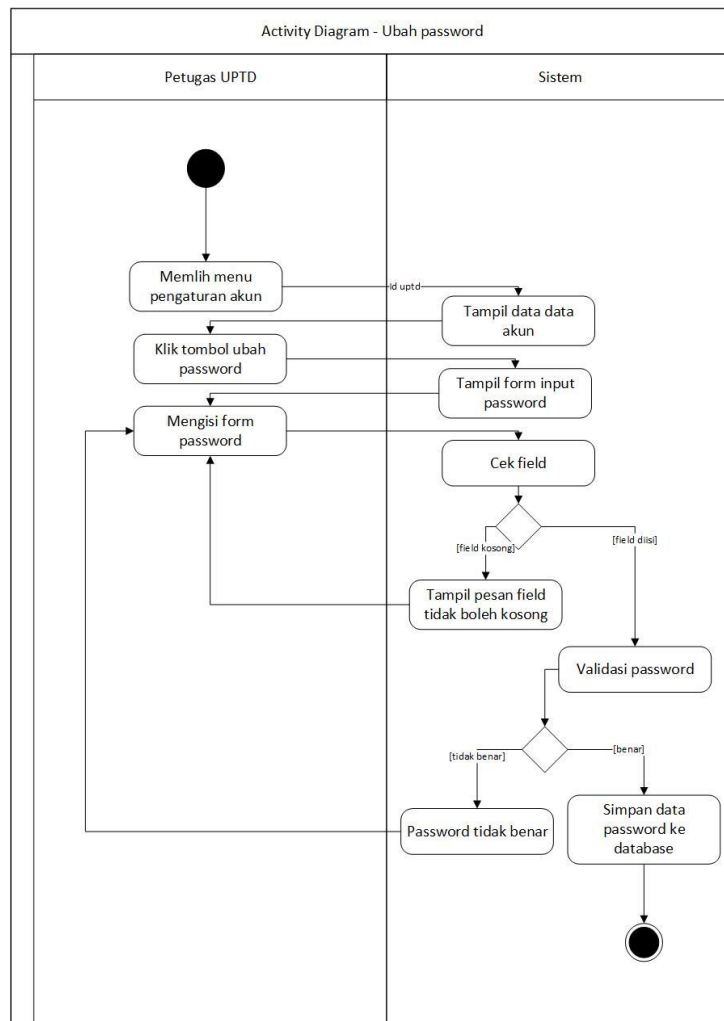 Activity Diagram - Ubah password
Petugas UPTD
Sistem
Memlih menu
pengaturan akun
Id uptd
Tampil data data
akun
Klik tombol ubah
password
Tampil form input
password
Mengisi form
password
Cek field
[field kosong]
[field diisi]
Tampil pesan field
tidak boleh kosong
Validasi password
[tidak benar]
[benar]
Password tidak benar
Simpan data
password ke
database